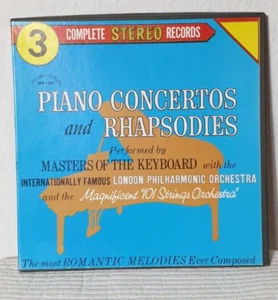 3 COMPLETE STEREO RECORDS
PIANO CONCERTOS
and RHAPSODIES
Performed by
MASTERS OF THE KEYBOARD with the
INTERNATIONALLY FAMOUS LONDON PHILHARMONIC ORCHESTRA
and the Magnificent "101 Strings Orchestra"
The most ROMANTIC MELODIES Ever Composed